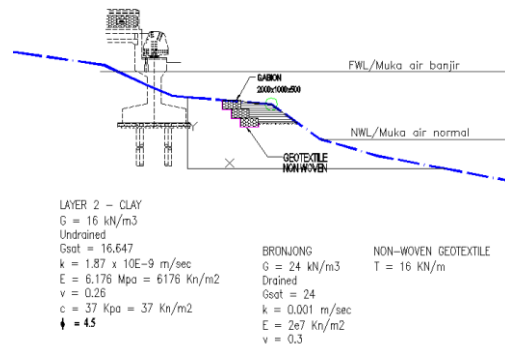 FWL/Muka air banjir
GABION
2000x1000x500
NWL/Muka air normal
GEOTEXTILE
NON WOVEN
LAYER 2 - CLAY
G = 16 kN/m3
Undrained
Gsat = 16.647
k = 1.87 x 10E-9 m/sec
E = 6.176 Mpa = 6176 Kn/m2
v = 0.26
c = 37 Kpa = 37 Kn/m2
ϕ = 4.5
BRONJONG
G = 24 kN/m3
Drained
Gsat = 24
k = 0.001 m/sec
E = 2e7 Kn/m2
v = 0.3
NON-WOVEN GEOTEXTILE
T = 16 KN/m